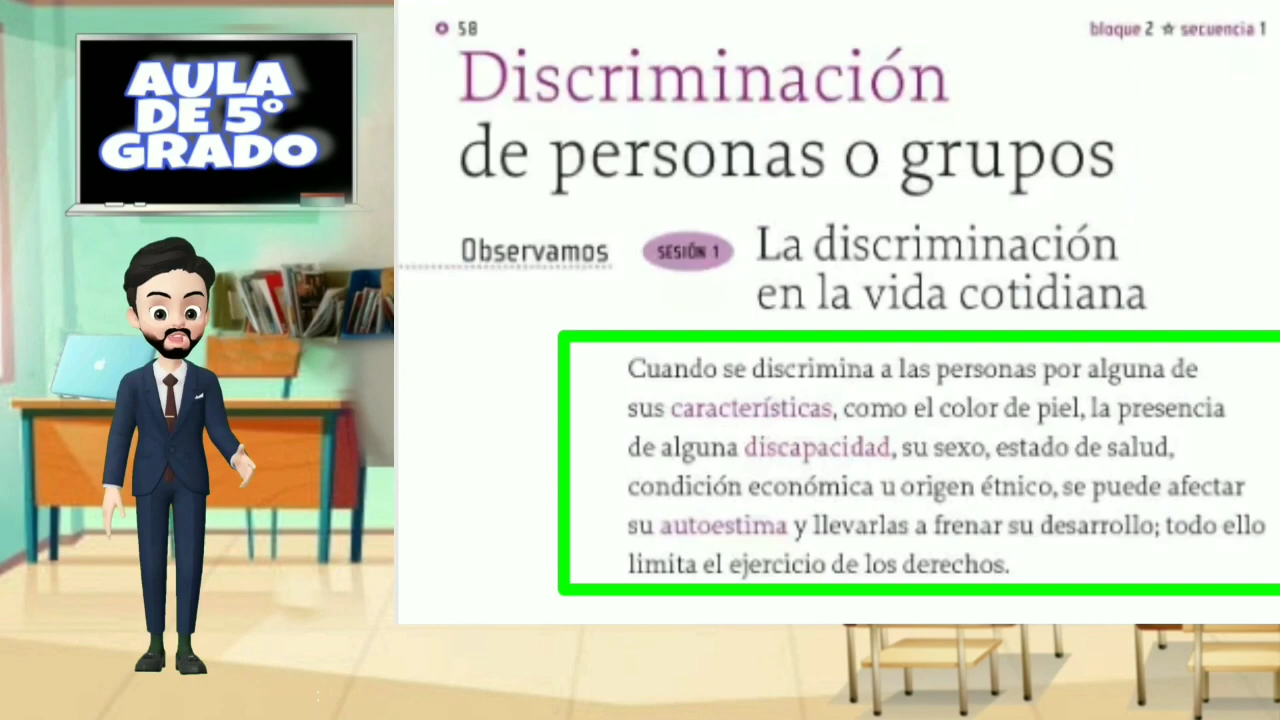 AULA
DE 5°
GRADO
58
bloque 2 ☆ secuencia 1
Discriminación
de personas o grupos
Observamos
SESIÓN 1
La discriminación
en la vida cotidiana
Cuando se discrimina a las personas por alguna de
sus características, como el color de piel, la presencia
de alguna discapacidad, su sexo, estado de salud,
condición económica u origen étnico, se puede afectar
su autoestima y llevarlas a frenar su desarrollo; todo ello
limita el ejercicio de los derechos.